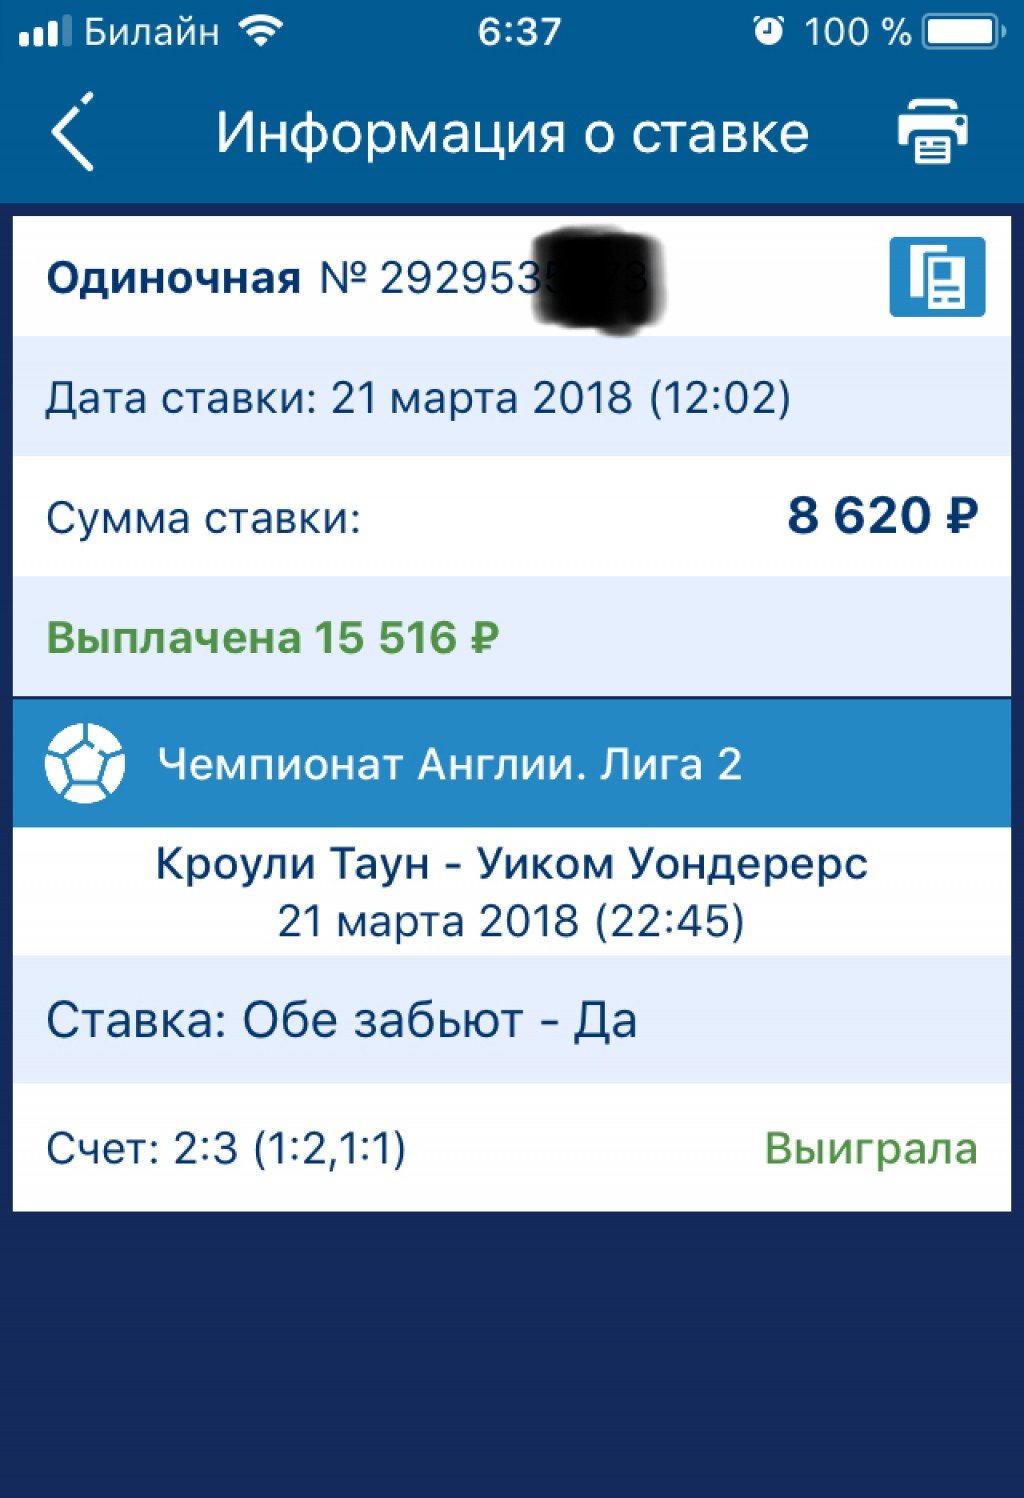 Билайн 6:37 100 %
Информация о ставке
Одиночная № 2929535
Дата ставки: 21 марта 2018 (12:02)
Сумма ставки: 8 620 ₽
Выплачена 15 516 ₽
Чемпионат Англии. Лига 2
Кроули Таун - Уиком Уондерерс
21 марта 2018 (22:45)
Ставка: Обе забьют - Да
Счет: 2:3 (1:2,1:1) Выиграла